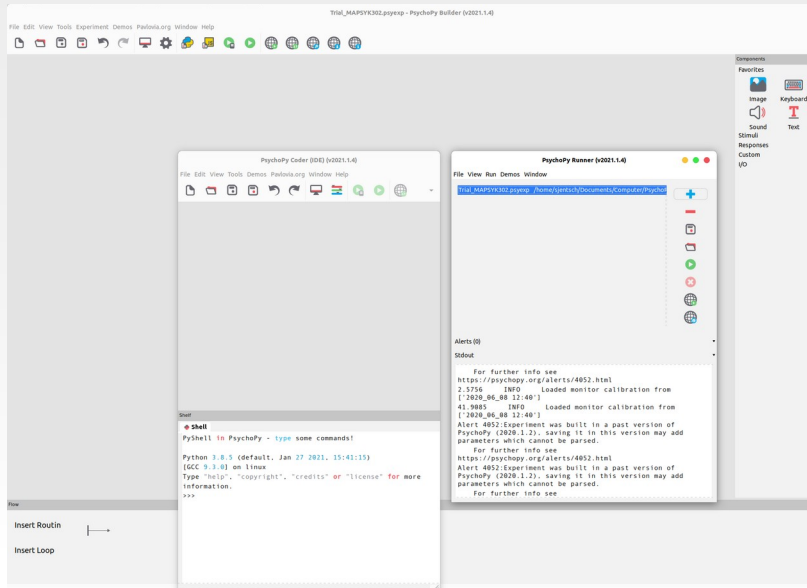 Trial_MAPSYK302.psyexp - PsychoPy Builder (v2021.1.4)
File Edit View Tools Experiment Demos Pavlovia.org Window Help
Components
Favorites
Image Keyboard
Sound Text
Stimuli
Responses
Custom
I/O
PsychoPy Coder (IDE) (v2021.1.4)
File Edit View Tools Demos Pavlovia.org Window Help
Shelf
Shell
PyShell in PsychoPy - type some commands!
Python 3.8.5 (default, Jan 27 2021, 15:41:15)
[GCC 9.3.0] on linux
Type "help", "copyright", "credits" or "license" for more
information.
>>>
PsychoPy Runner (v2021.1.4)
File View Run Demos Window
Trial_MAPSYK302.psyexp /home/sjentsch/Documents/Computer/PsychoP
Alerts (0)
Stdout
For further info see
https://psychopy.org/alerts/4052.html
2.5756 INFO Loaded monitor calibration from
['2020_06_08 12:40']
41.9085 INFO Loaded monitor calibration from
['2020_06_08 12:40']
Alert 4052:Experiment was built in a past version of
PsychoPy (2020.1.2), saving it in this version may add
parameters which cannot be parsed.
For further info see
https://psychopy.org/alerts/4052.html
Alert 4052:Experiment was built in a past version of
PsychoPy (2020.1.2), saving it in this version may add
parameters which cannot be parsed.
For further info see
Flow
Insert Routin
Insert Loop